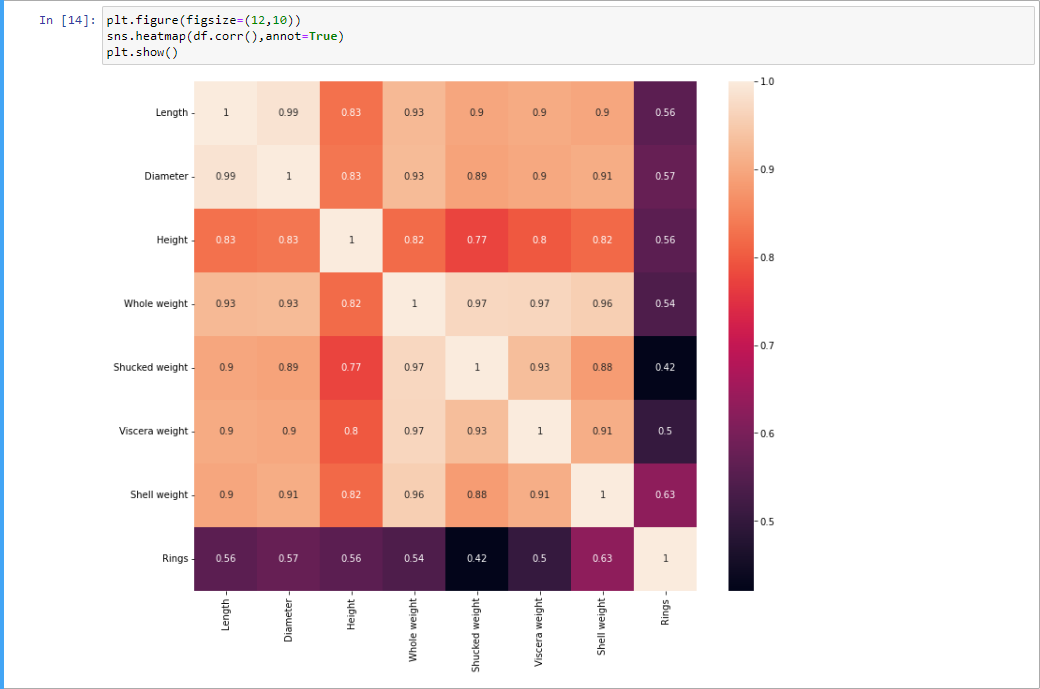 In [14]: plt.figure(figsize=(12,10))
sns.heatmap(df.corr(),annot=True)
plt.show()
Length 1 0.99 0.83 0.93 0.9 0.9 0.9 0.56
Diameter 0.99 1 0.83 0.93 0.89 0.9 0.91 0.57
Height 0.83 0.83 1 0.82 0.77 0.8 0.82 0.56
Whole weight 0.93 0.93 0.82 1 0.97 0.97 0.96 0.54
Shucked weight 0.9 0.89 0.77 0.97 1 0.93 0.88 0.42
Viscera weight 0.9 0.9 0.8 0.97 0.93 1 0.91 0.5
Shell weight 0.9 0.91 0.82 0.96 0.88 0.91 1 0.63
Rings 0.56 0.57 0.56 0.54 0.42 0.5 0.63 1
Length
Diameter
Height
Whole weight
Shucked weight
Viscera weight
Shell weight
Rings
1.0
0.9
0.8
0.7
0.6
0.5